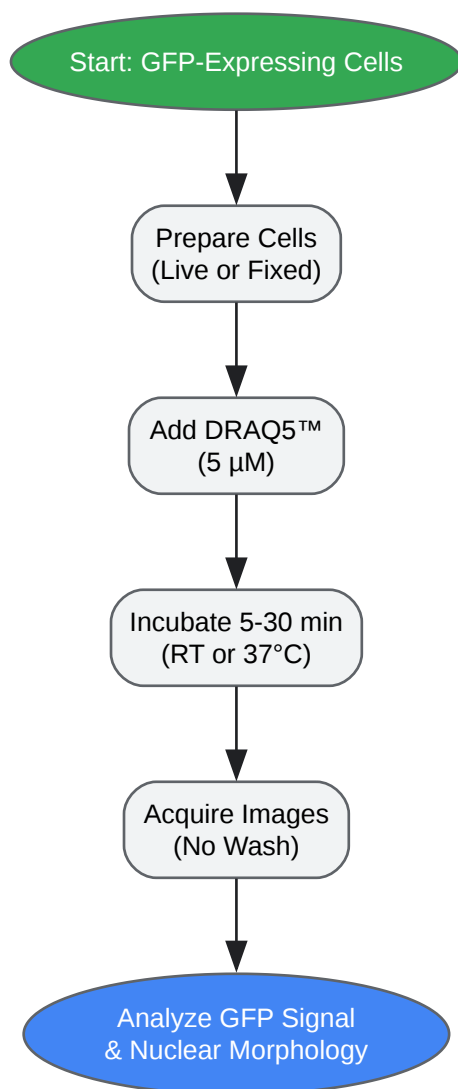 Start: GFP-Expressing Cells
Prepare Cells
(Live or Fixed)
Add DRAQ5™
(5 µM)
Incubate 5-30 min
(RT or 37°C)
Acquire Images
(No Wash)
Analyze GFP Signal
& Nuclear Morphology